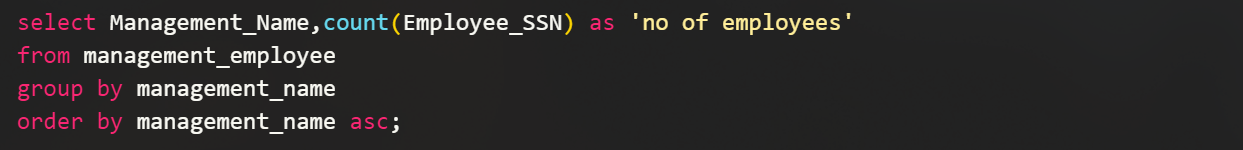 select Management_Name,count(Employee_SSN) as 'no of employees'
from management_employee
group by management_name
order by management_name asc;